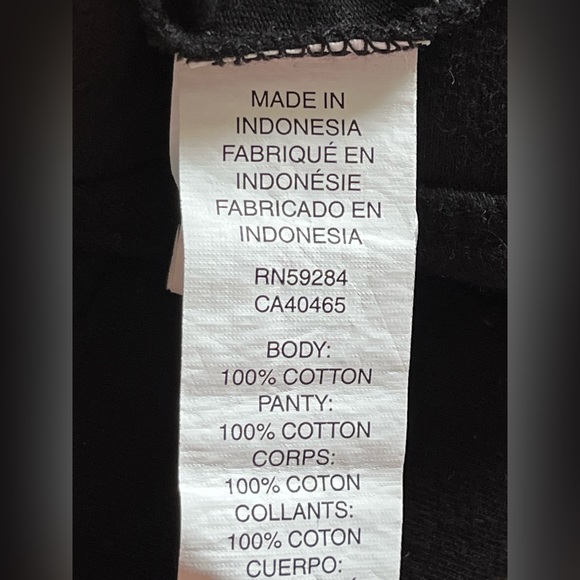 MADE IN
INDONESIA
FABRIQUÉ EN
INDONÉSIE
FABRICADO EN
INDONESIA
RN59284
CA40465
BODY:
100% COTTON
PANTY:
100% COTTON
CORPS:
100% COTON
COLLANTS:
100% COTON
CUERPO: